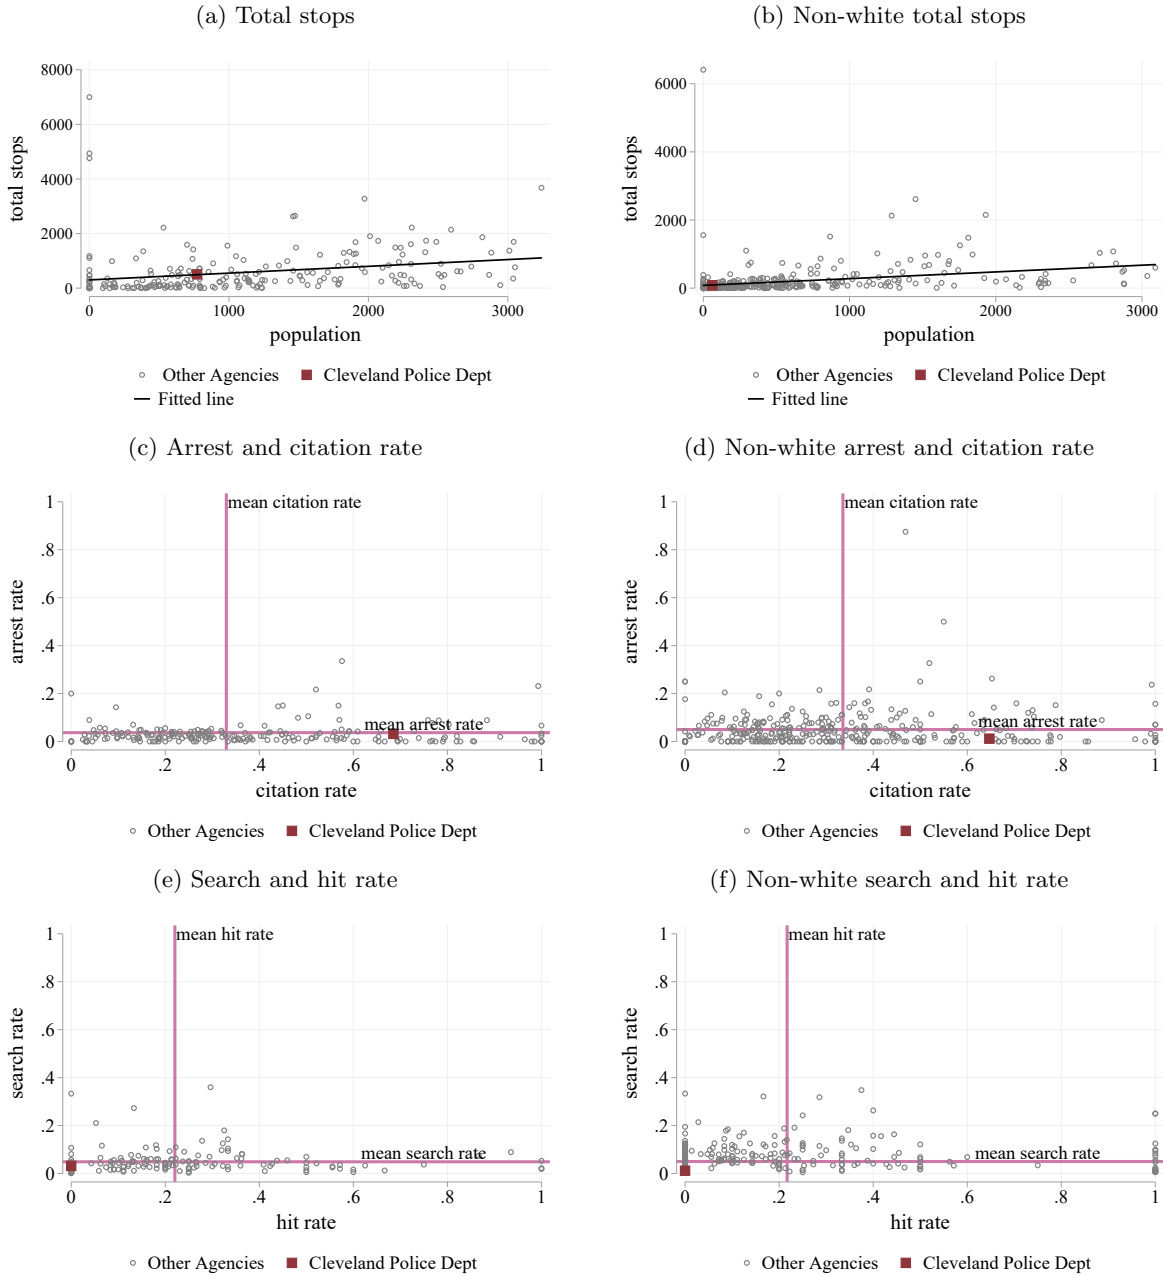 (a) Total stops
(b) Non-white total stops
8000
6000
4000
2000
0
total stops
0
1000
2000
3000
population
6000
4000
2000
0
total stops
0
1000
2000
3000
population
Other Agencies
Cleveland Police Dept
Fitted line
Other Agencies
Cleveland Police Dept
Fitted line
(c) Arrest and citation rate
(d) Non-white arrest and citation rate
1
.8
.6
.4
.2
0
arrest rate
mean citation rate
mean arrest rate
0
.2
.4
.6
.8
1
citation rate
1
.8
.6
.4
.2
0
arrest rate
mean citation rate
mean arrest rate
0
.2
.4
.6
.8
1
citation rate
Other Agencies
Cleveland Police Dept
Other Agencies
Cleveland Police Dept
(e) Search and hit rate
(f) Non-white search and hit rate
1
.8
.6
.4
.2
0
search rate
mean hit rate
mean search rate
0
.2
.4
.6
.8
1
hit rate
1
.8
.6
.4
.2
0
search rate
mean hit rate
mean search rate
0
.2
.4
.6
.8
1
hit rate
Other Agencies
Cleveland Police Dept
Other Agencies
Cleveland Police Dept